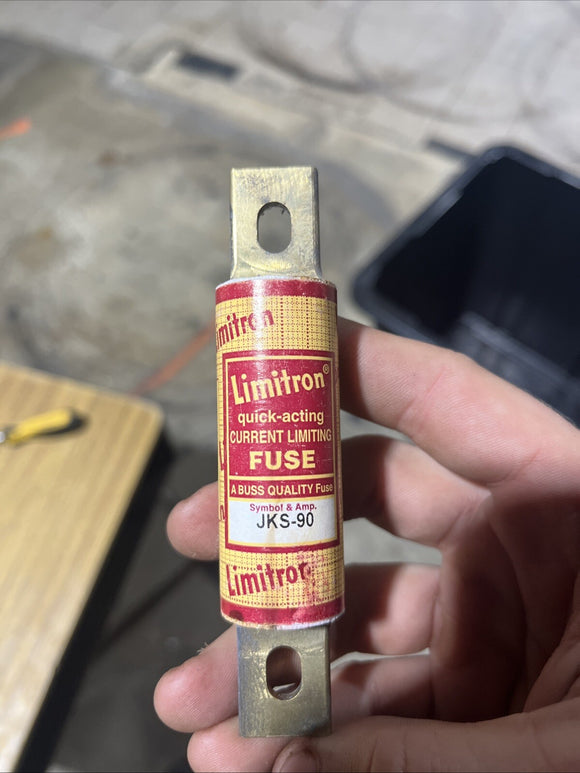 Limitron
Limitron®
quick-acting
CURRENT LIMITING
FUSE
A BUSS QUALITY Fuse
Symbol & Amp.
JKS-90
Limitron